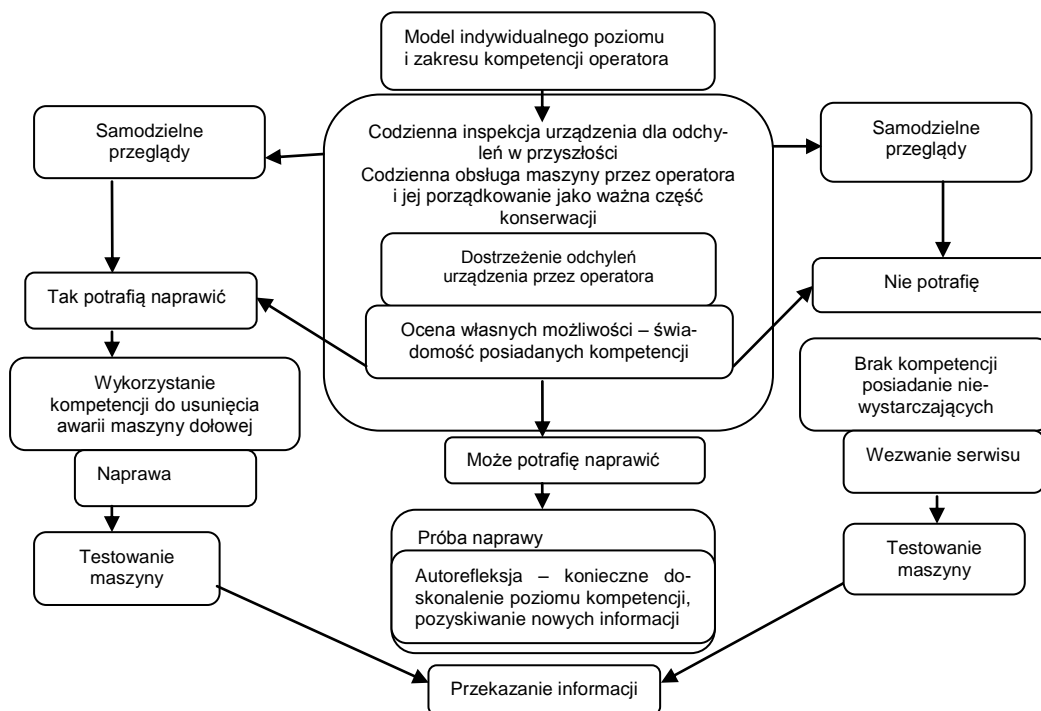 Model indywidualnego poziomu
i zakresu kompetencji operatora
Samodzielne
przeglądy
Codzienna inspekcja urządzenia dla odchy-
leń w przyszłości
Codzienna obsługa maszyny przez operatora
i jej porządkowanie jako ważna część
konserwacji
Samodzielne
przeglądy
Dostrzeżenie odchyleń
urządzenia przez operatora
Tak potrafią naprawić
Nie potrafię
Ocena własnych możliwości – świa-
domość posiadanych kompetencji
Wykorzystanie
kompetencji do usunięcia
awarii maszyny dołowej
Brak kompetencji
posiadanie nie-
wystarczających
Naprawa
Może potrafię naprawić
Wezwanie serwisu
Testowanie
maszyny
Próba naprawy
Autorefleksja – konieczne do-
skonalenie poziomu kompetencji,
pozyskiwanie nowych informacji
Testowanie
maszyny
Przekazanie informacji